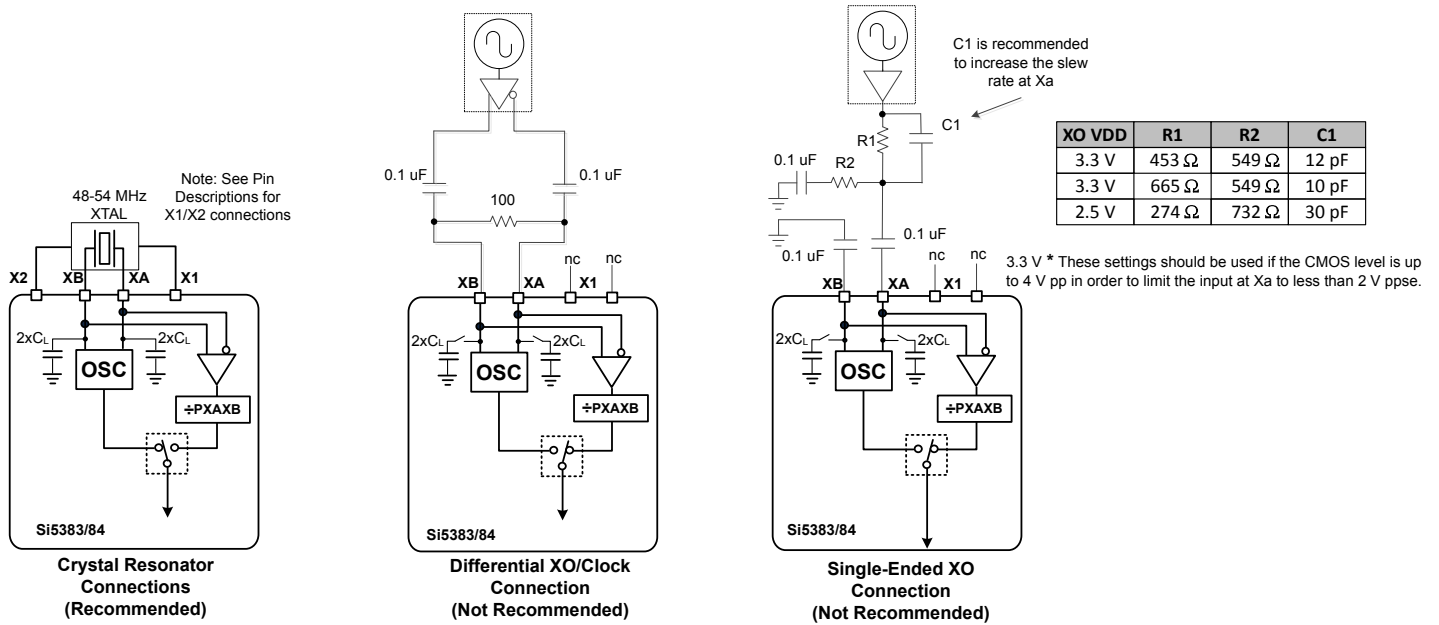 48-54 MHz
XTAL
Note: See Pin
Descriptions for
X1/X2 connections
X2
XB
XA
X1
2xCL
2xCL
OSC
÷PXAXB
Si5383/84
Crystal Resonator
Connections
(Recommended)
0.1 uF
0.1 uF
100
nc
nc
XB
XA
X1
2xCL
2xCL
OSC
÷PXAXB
Si5383/84
Differential XO/Clock
Connection
(Not Recommended)
C1 is recommended
to increase the slew
rate at Xa
R1
C1
0.1 uF
R2
0.1 uF
0.1 uF
nc
nc
XB
XA
X1
2xCL
2xCL
OSC
÷PXAXB
Si5383/84
Single-Ended XO
Connection
(Not Recommended)
XO VDD R1 R2 C1
3.3 V 453 Ω 549 Ω 12 pF
3.3 V 665 Ω 549 Ω 10 pF
2.5 V 274 Ω 732 Ω 30 pF
3.3 V * These settings should be used if the CMOS level is up
to 4 V pp in order to limit the input at Xa to less than 2 V ppse.